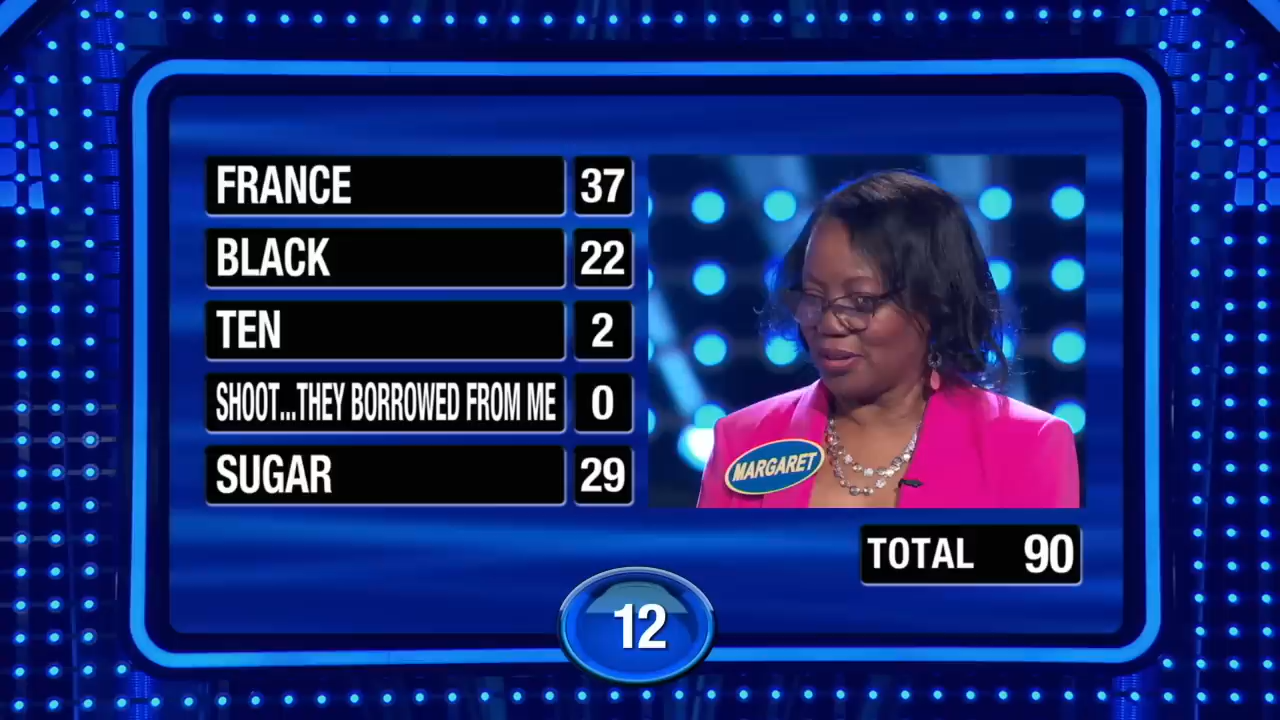 FRANCE 37
BLACK 22
TEN 2
SHOOT...THEY BORROWED FROM ME 0
SUGAR 29
MARGARET
TOTAL 90
12